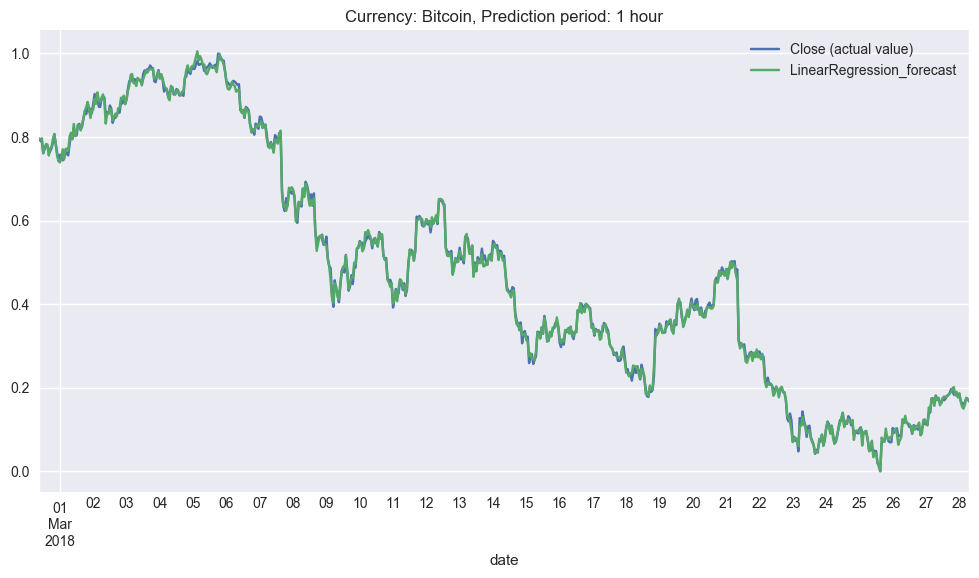 Currency: Bitcoin, Prediction period: 1 hour
Close (actual value)
LinearRegression_forecast
1.0
0.8
0.6
0.4
0.2
0.0
01 02 03 04 05 06 07 08 09 10 11 12 13 14 15 16 17 18 19 20 21 22 23 24 25 26 27 28
Mar
2018
date